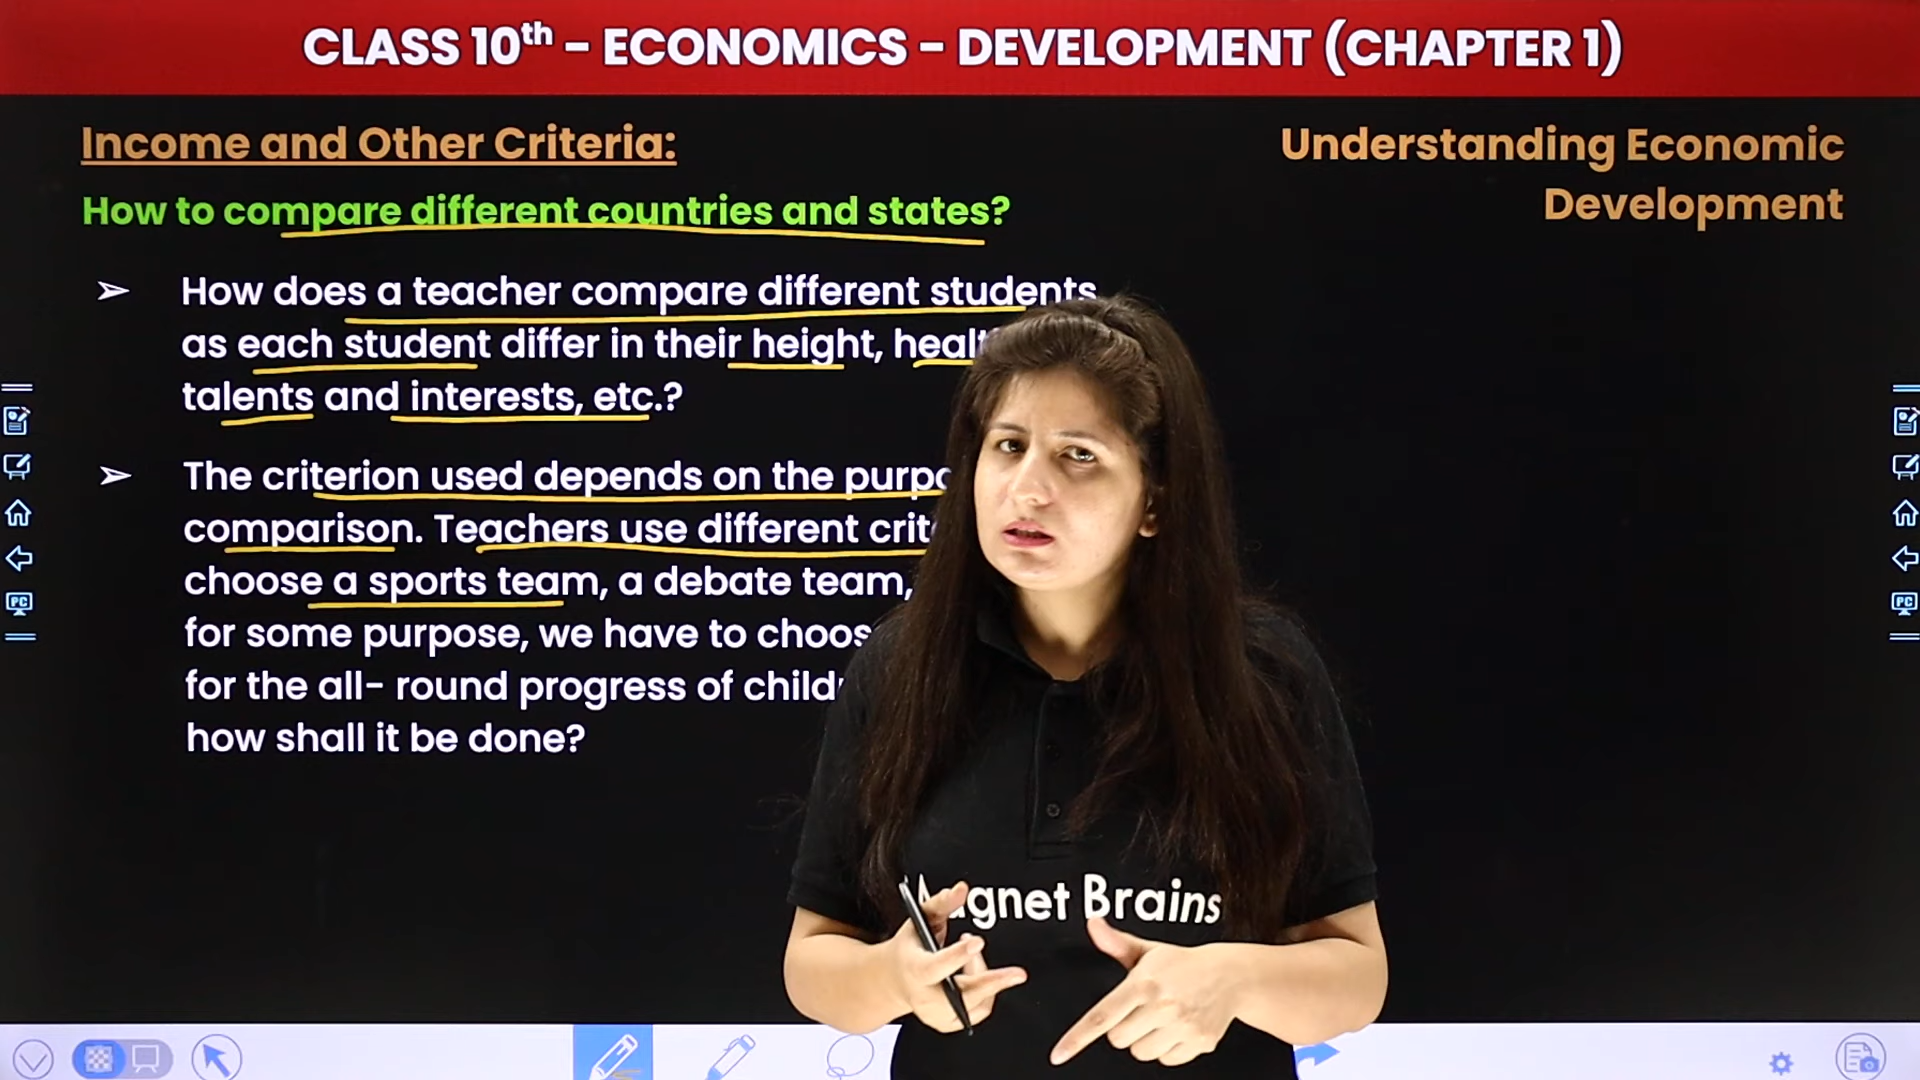 CLASS 10th - ECONOMICS - DEVELOPMENT (CHAPTER 1)
Income and Other Criteria:
Understanding Economic
Development
How to compare different countries and states?
➢ How does a teacher compare different students
as each student differ in their height,
talents and interests, etc.?
➢ The criterion used depends on the
comparison. Teachers use different
choose a sports team, a debate team,
for some purpose, we have to
for the all- round progress of
how shall it be done?
Brains
PC
PC